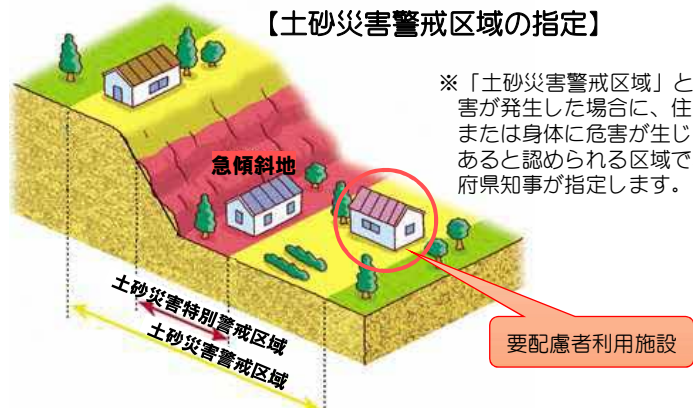 【土砂災害警戒区域の指定】
※「土砂災害警戒区域」と
害が発生した場合に、住
または身体に危害が生じ
あると認められる区域で
府県知事が指定します。
急傾斜地
土砂災害特別警戒区域
土砂災害警戒区域
要配慮者利用施設